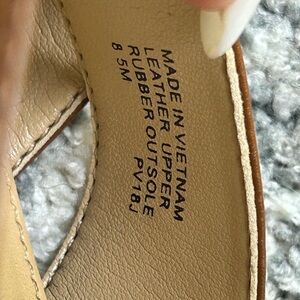 MADE IN VIETNAM
LEATHER UPPER
RUBBER OUTSOLE
8 5M PV18J